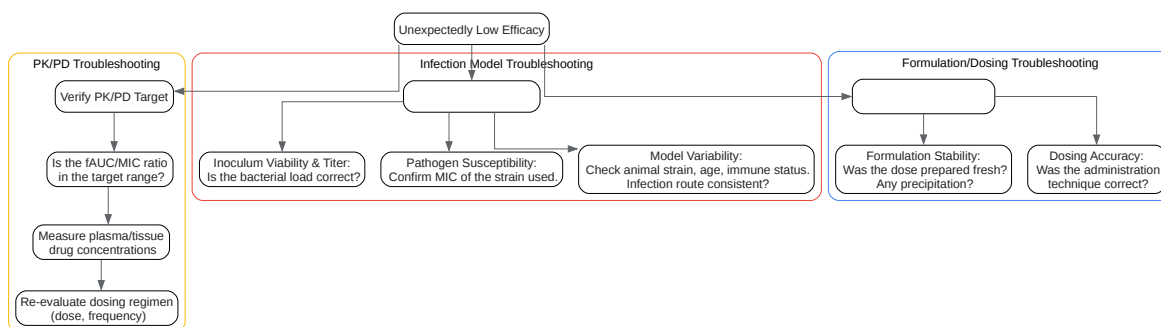 Unexpectedly Low Efficacy
PK/PD Troubleshooting
Verify PK/PD Target
Is the fAUC/MIC ratio
in the target range?
Measure plasma/tissue
drug concentrations
Re-evaluate dosing regimen
(dose, frequency)
Infection Model Troubleshooting
Inoculum Viability & Titer:
Is the bacterial load correct?
Pathogen Susceptibility:
Confirm MIC of the strain used.
Model Variability:
Check animal strain, age, immune status.
Infection route consistent?
Formulation/Dosing Troubleshooting
Formulation Stability:
Was the dose prepared fresh?
Any precipitation?
Dosing Accuracy:
Was the administration
technique correct?